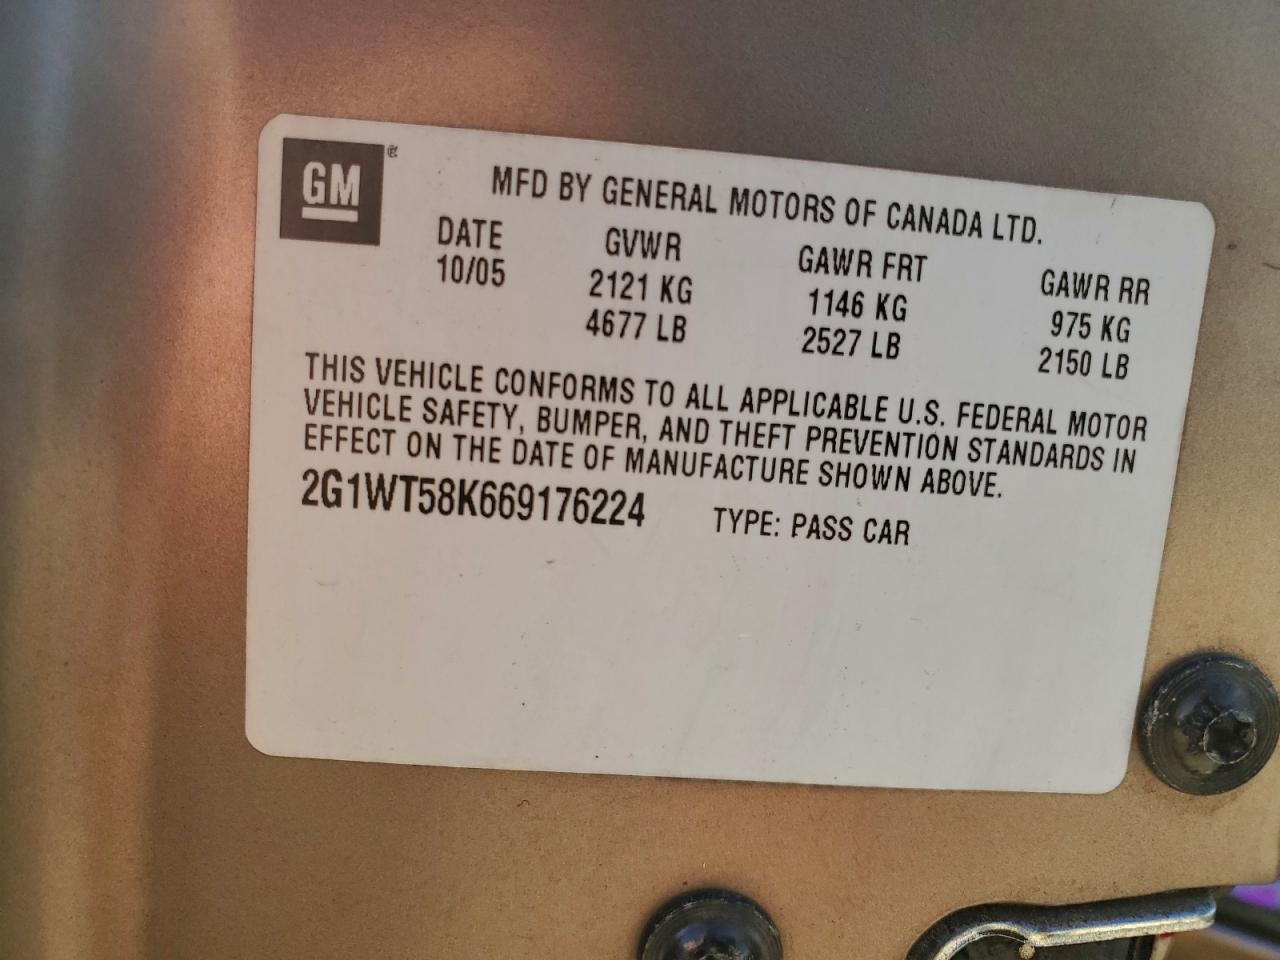 GM ®
MFD BY GENERAL MOTORS OF CANADA LTD.
DATE GVWR GAWR FRT GAWR RR
10/05 2121 KG 1146 KG 975 KG
4677 LB 2527 LB 2150 LB
THIS VEHICLE CONFORMS TO ALL APPLICABLE U.S. FEDERAL MOTOR
VEHICLE SAFETY, BUMPER, AND THEFT PREVENTION STANDARDS IN
EFFECT ON THE DATE OF MANUFACTURE SHOWN ABOVE.
2G1WT58K669176224 TYPE: PASS CAR